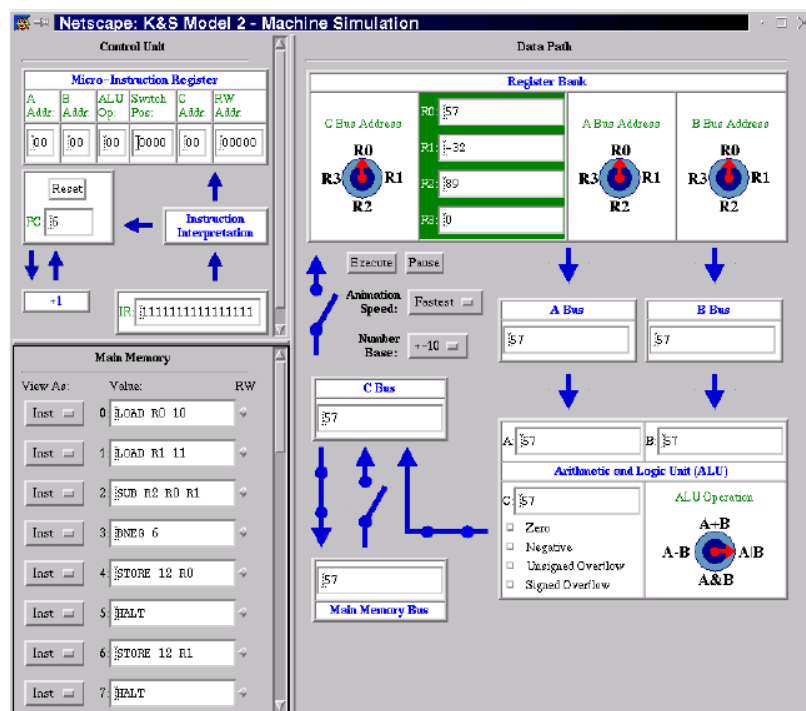 Netscape: K&S Model 2 - Machine Simulation
Control Unit
Micro-Instruction Register
A Addr: B Addr: ALU Op: Switch Pos: C Addr: RW Addr:
00 00 00 0000 00 00000
Reset
PC: 6
Instruction Interpretation
+1
IR: 1111111111111111
Main Memory
View As: Value: RW
Inst 0: LOAD R0 10
Inst 1: LOAD R1 11
Inst 2: SUB R2 R0 R1
Inst 3: BNEG 6
Inst 4: STORE 12 R0
Inst 5: HALT
Inst 6: STORE 12 R1
Inst 7: HALT
Data Path
Register Bank
C Bus Address
R0
R3 R1
R2
R0: 57
R1: -32
R2: 89
R3: 0
A Bus Address
R0
R3 R1
R2
B Bus Address
R0
R3 R1
R2
Execute Pause
Animation Speed: Fastest
Number Base: +-10
A Bus
57
B Bus
57
C Bus
57
A: 57 B: 57
Arithmetic and Logic Unit (ALU)
C: 57
Zero
Negative
Unsigned Overflow
Signed Overflow
ALU Operation
A+B
A-B A|B
A&B
57
Main Memory Bus